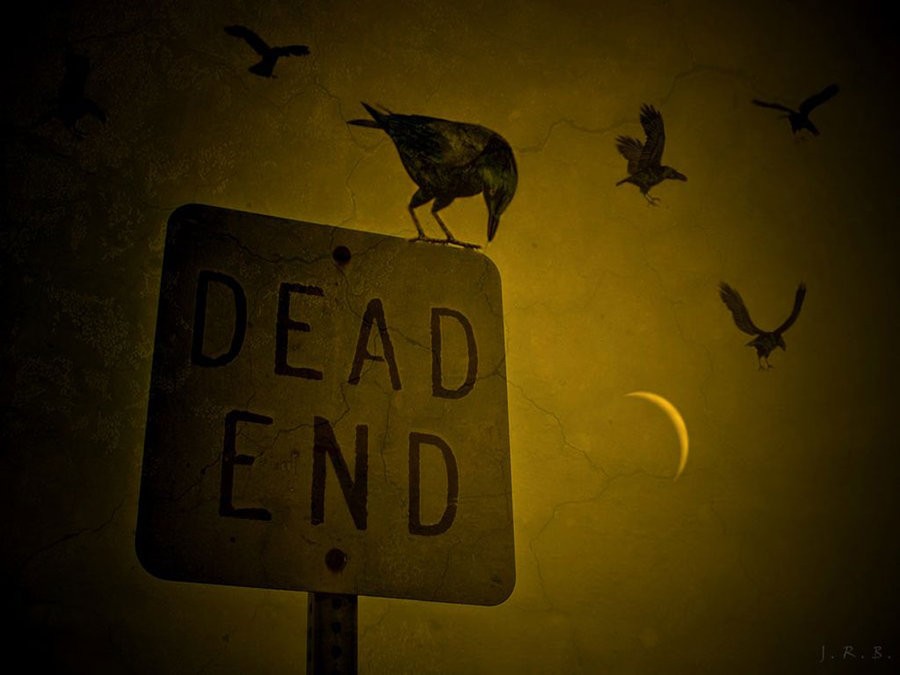 DEAD
END
J. R. B.